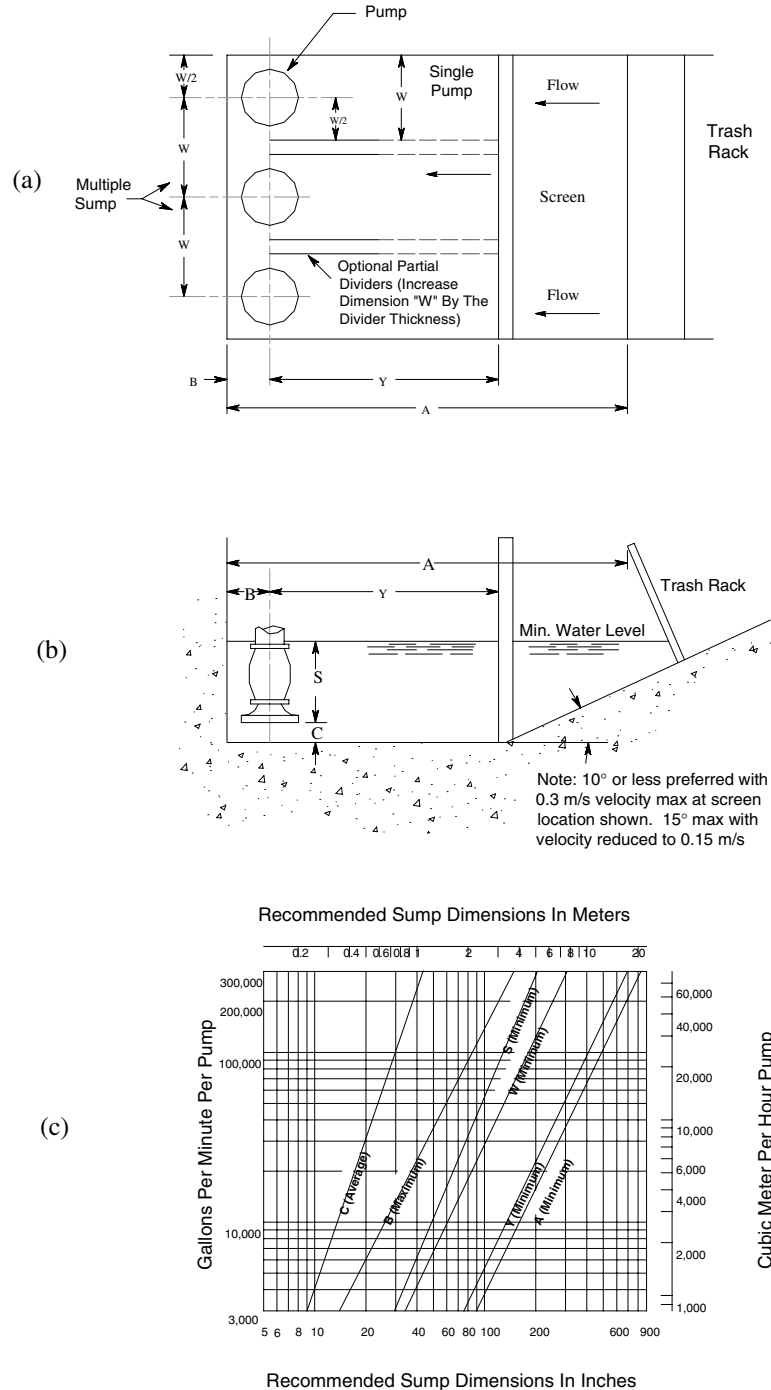 Pump
W/2
Single
Pump
W
Flow
W/2
Trash
Rack
W
(a)
Multiple
Sump
Screen
W
Optional Partial
Dividers (Increase
Dimension "W" By The
Divider Thickness)
Flow
B
Y
A
A
B
Y
Trash Rack
Min. Water Level
(b)
S
C
Note: 10° or less preferred with
0.3 m/s velocity max at screen
location shown. 15° max with
velocity reduced to 0.15 m/s
Recommended Sump Dimensions In Meters
0.2 0.4 0.6 0.8 1 2 4 6 8 10 20
(c)
Gallons Per Minute Per Pump
300,000
200,000
100,000
10,000
3,000
C (Average)
B (Maximum)
S (Minimum)
W (Minimum)
Y (Minimum)
A (Minimum)
60,000
40,000
20,000
10,000
6,000
4,000
2,000
1,000
Cubic Meter Per Hour Pump
5 6 8 10 20 40 60 80 100 200 600 900
Recommended Sump Dimensions In Inches